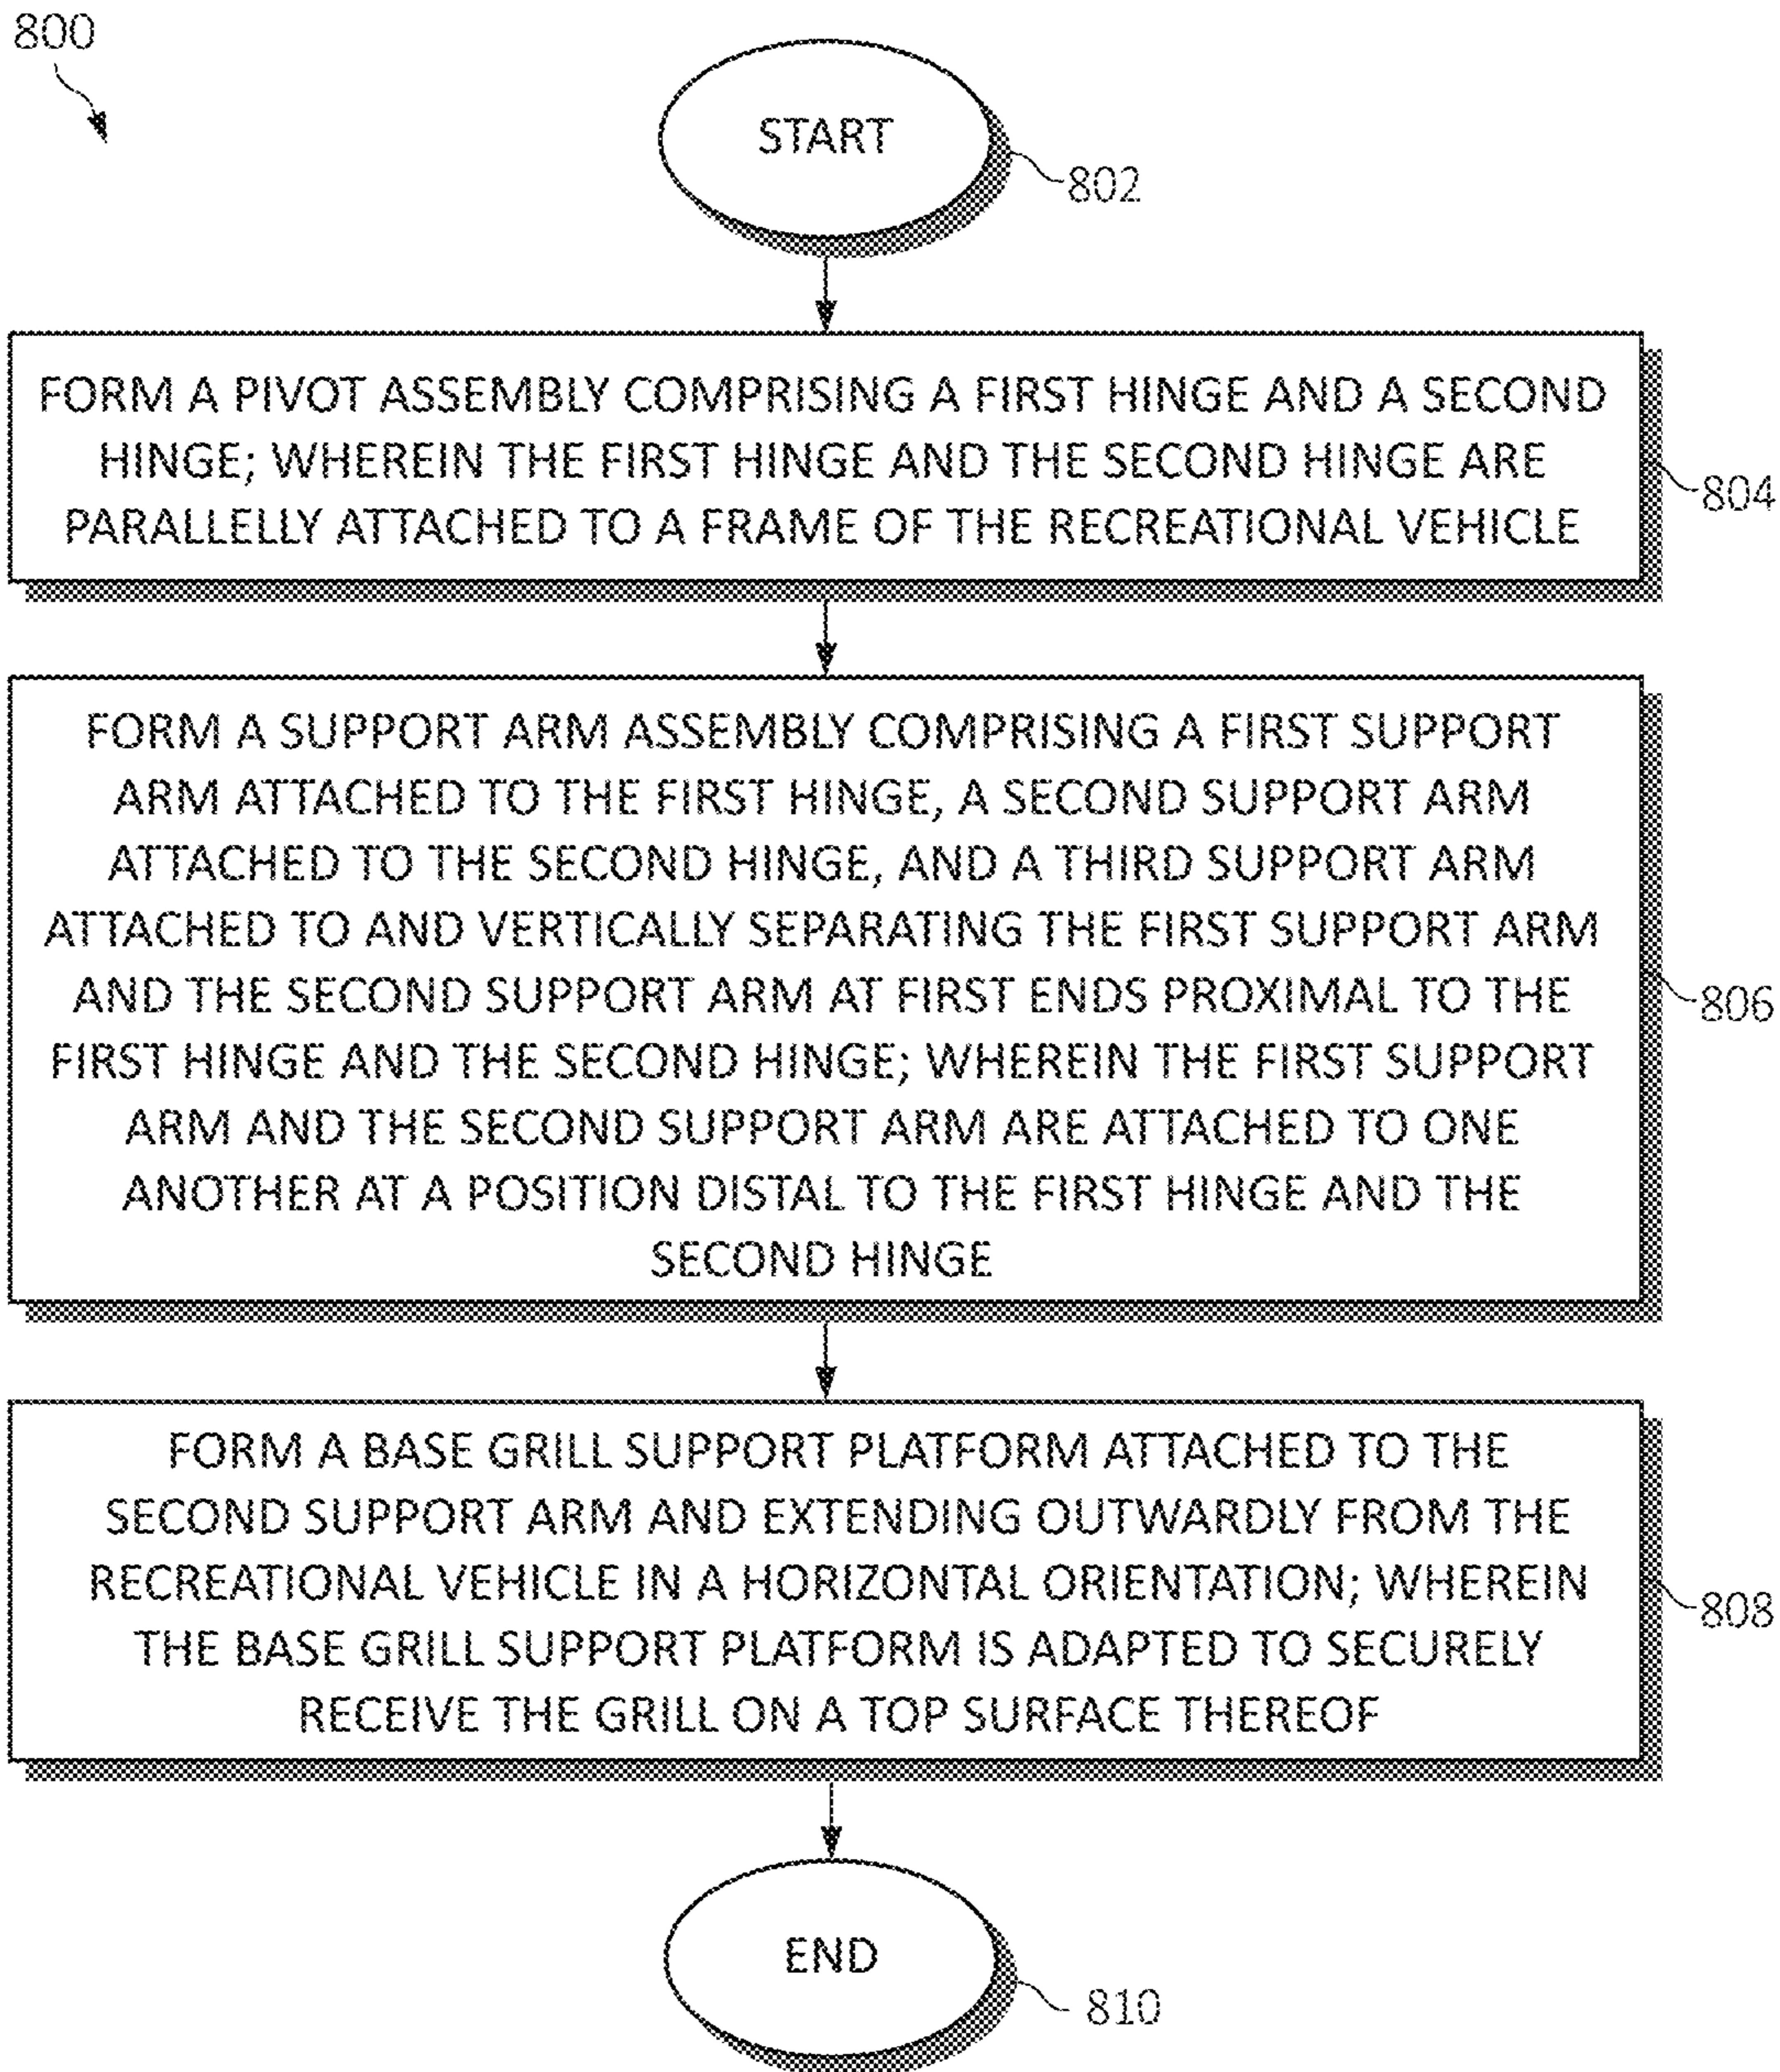 800
START
802
FORM A PIVOT ASSEMBLY COMPRISING A FIRST HINGE AND A SECOND
HINGE; WHEREIN THE FIRST HINGE AND THE SECOND HINGE ARE
PARALLELLY ATTACHED TO A FRAME OF THE RECREATIONAL VEHICLE
804
FORM A SUPPORT ARM ASSEMBLY COMPRISING A FIRST SUPPORT
ARM ATTACHED TO THE FIRST HINGE, A SECOND SUPPORT ARM
ATTACHED TO THE SECOND HINGE, AND A THIRD SUPPORT ARM
ATTACHED TO AND VERTICALLY SEPARATING THE FIRST SUPPORT ARM
AND THE SECOND SUPPORT ARM AT FIRST ENDS PROXIMAL TO THE
FIRST HINGE AND THE SECOND HINGE; WHEREIN THE FIRST SUPPORT
ARM AND THE SECOND SUPPORT ARM ARE ATTACHED TO ONE
ANOTHER AT A POSITION DISTAL TO THE FIRST HINGE AND THE
SECOND HINGE
806
FORM A BASE GRILL SUPPORT PLATFORM ATTACHED TO THE
SECOND SUPPORT ARM AND EXTENDING OUTWARDLY FROM THE
RECREATIONAL VEHICLE IN A HORIZONTAL ORIENTATION; WHEREIN
THE BASE GRILL SUPPORT PLATFORM IS ADAPTED TO SECURELY
RECEIVE THE GRILL ON A TOP SURFACE THEREOF
808
END
810